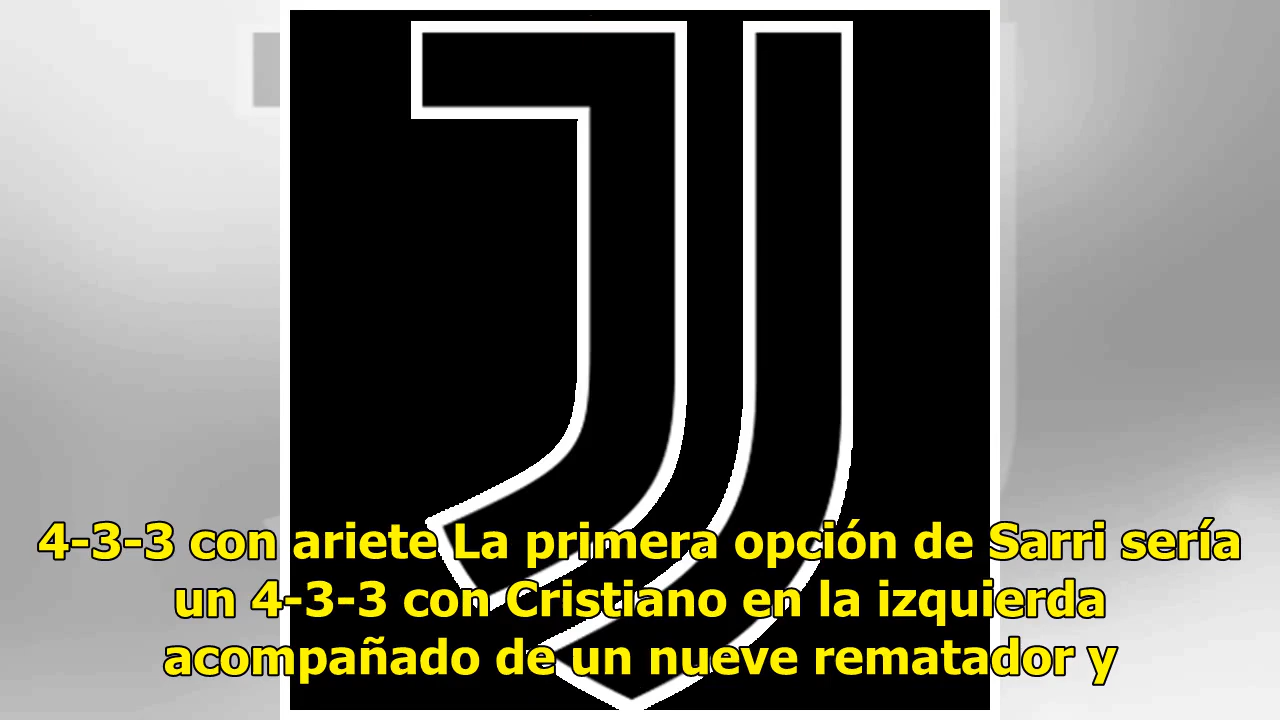 4-3-3 con ariete La primera opción de Sarri sería
un 4-3-3 con Cristiano en la izquierda
acompañado de un nueve rematador y